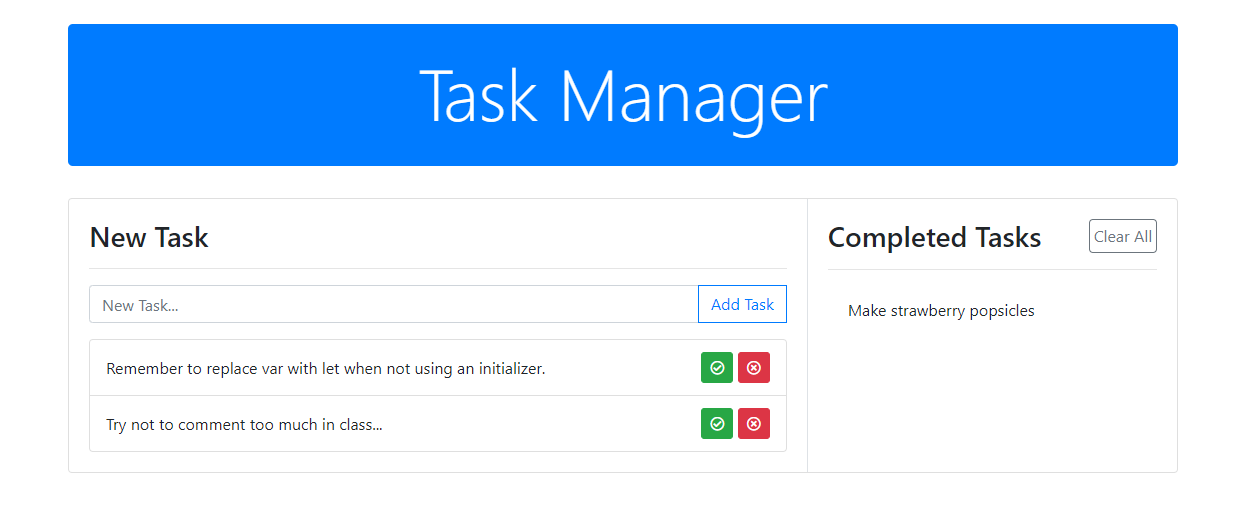 Task Manager
New Task
New Task...
Add Task
Remember to replace var with let when not using an initializer.
Try not to comment too much in class...
Completed Tasks
Clear All
Make strawberry popsicles